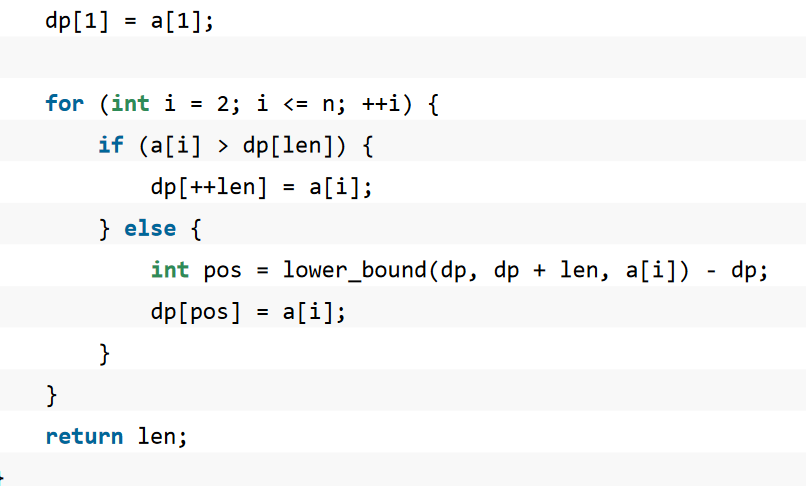 dp[1] = a[1];
for (int i = 2; i <= n; ++i) {
if (a[i] > dp[len]) {
dp[++len] = a[i];
} else {
int pos = lower_bound(dp, dp + len, a[i]) - dp;
dp[pos] = a[i];
}
}
return len;